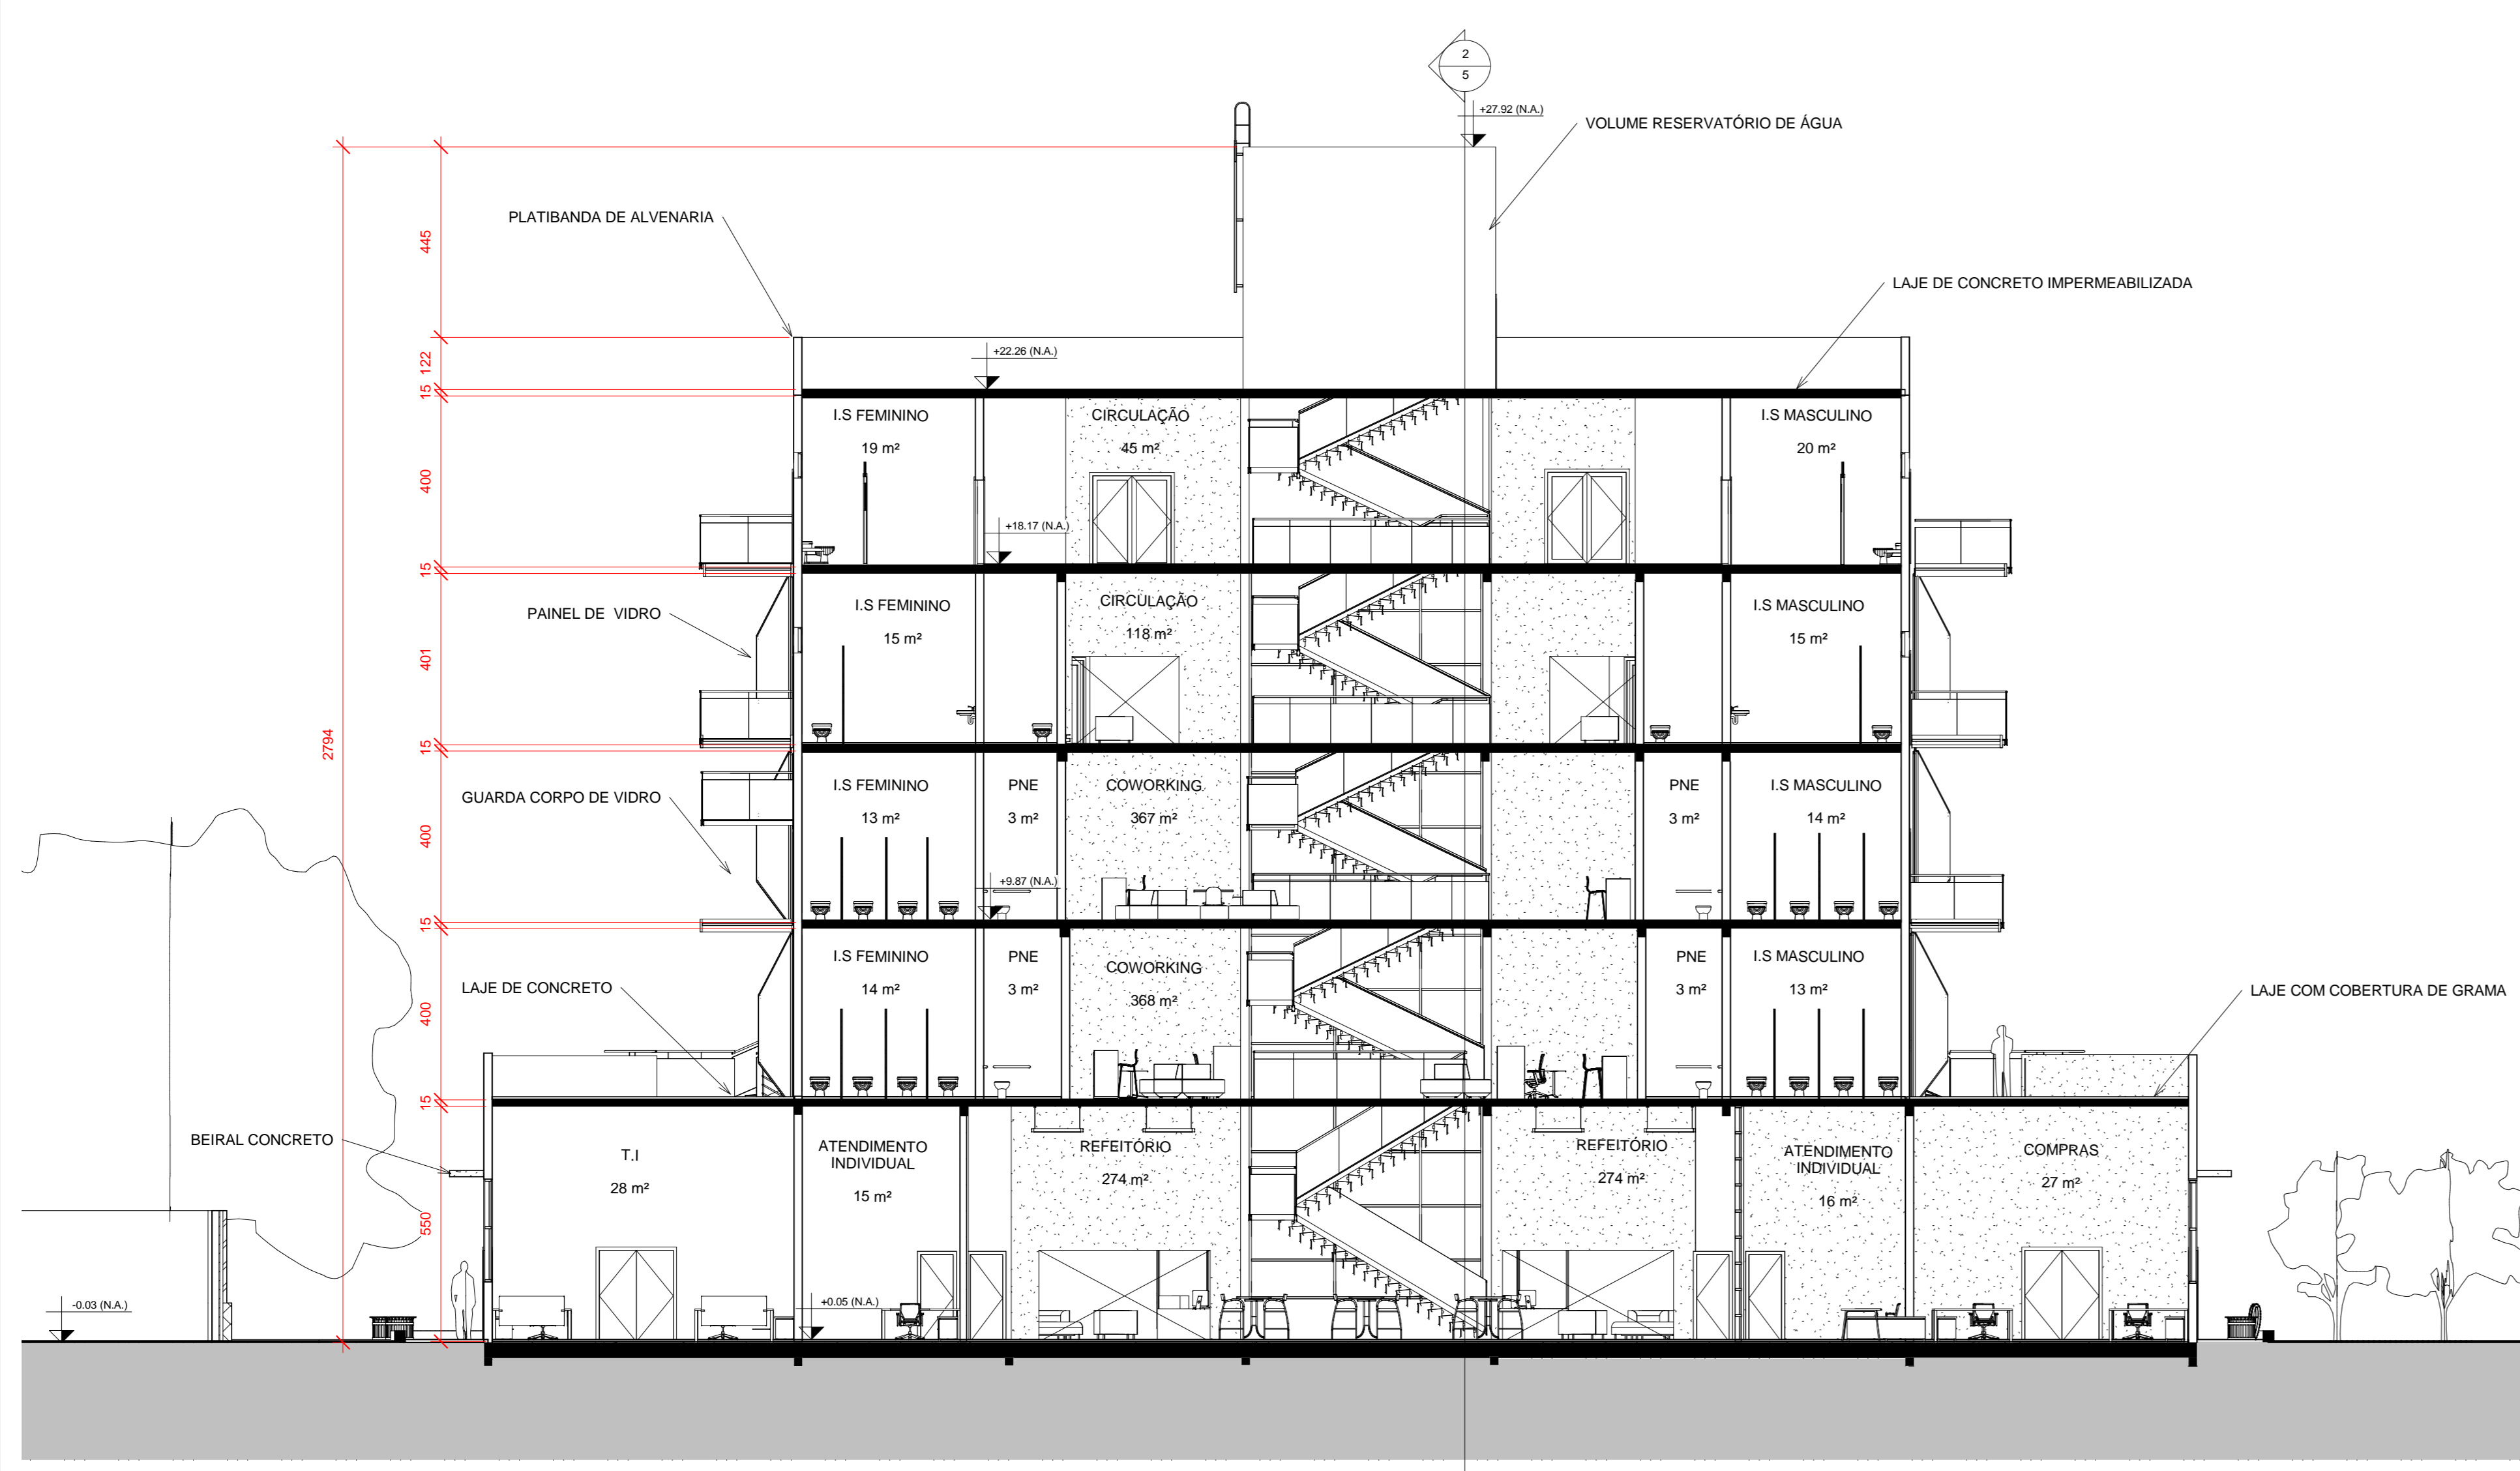 2
5
+27.92 (N.A.)
VOLUME RESERVATÓRIO DE ÁGUA
PLATIBANDA DE ALVENARIA
445
LAJE DE CONCRETO IMPERMEABILIZADA
122
+22.26 (N.A.)
15
I.S FEMININO
19 m²
CIRCULAÇÃO
45 m²
I.S MASCULINO
20 m²
400
+18.17 (N.A.)
15
PAINEL DE VIDRO
I.S FEMININO
15 m²
CIRCULAÇÃO
118 m²
I.S MASCULINO
15 m²
401
2794
15
GUARDA CORPO DE VIDRO
I.S FEMININO
13 m²
PNE
3 m²
COWORKING
367 m²
PNE
3 m²
I.S MASCULINO
14 m²
400
+9.87 (N.A.)
15
LAJE DE CONCRETO
I.S FEMININO
14 m²
PNE
3 m²
COWORKING
368 m²
PNE
3 m²
I.S MASCULINO
13 m²
LAJE COM COBERTURA DE GRAMA
400
15
BEIRAL CONCRETO
T.I
28 m²
ATENDIMENTO
INDIVIDUAL
15 m²
REFEITÓRIO
274 m²
REFEITÓRIO
274 m²
ATENDIMENTO
INDIVIDUAL
16 m²
COMPRAS
27 m²
550
-0.03 (N.A.)
+0.05 (N.A.)